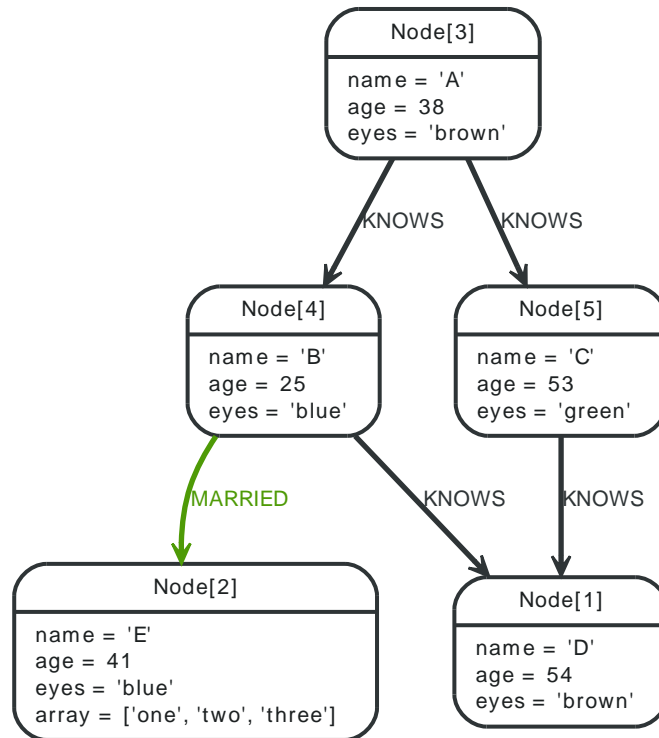 Node[3]
name = 'A'
age = 38
eyes = 'brown'
KNOWS
KNOWS
Node[4]
name = 'B'
age = 25
eyes = 'blue'
Node[5]
name = 'C'
age = 53
eyes = 'green'
MARRIED
KNOWS
KNOWS
Node[2]
name = 'E'
age = 41
eyes = 'blue'
array = ['one', 'two', 'three']
Node[1]
name = 'D'
age = 54
eyes = 'brown'